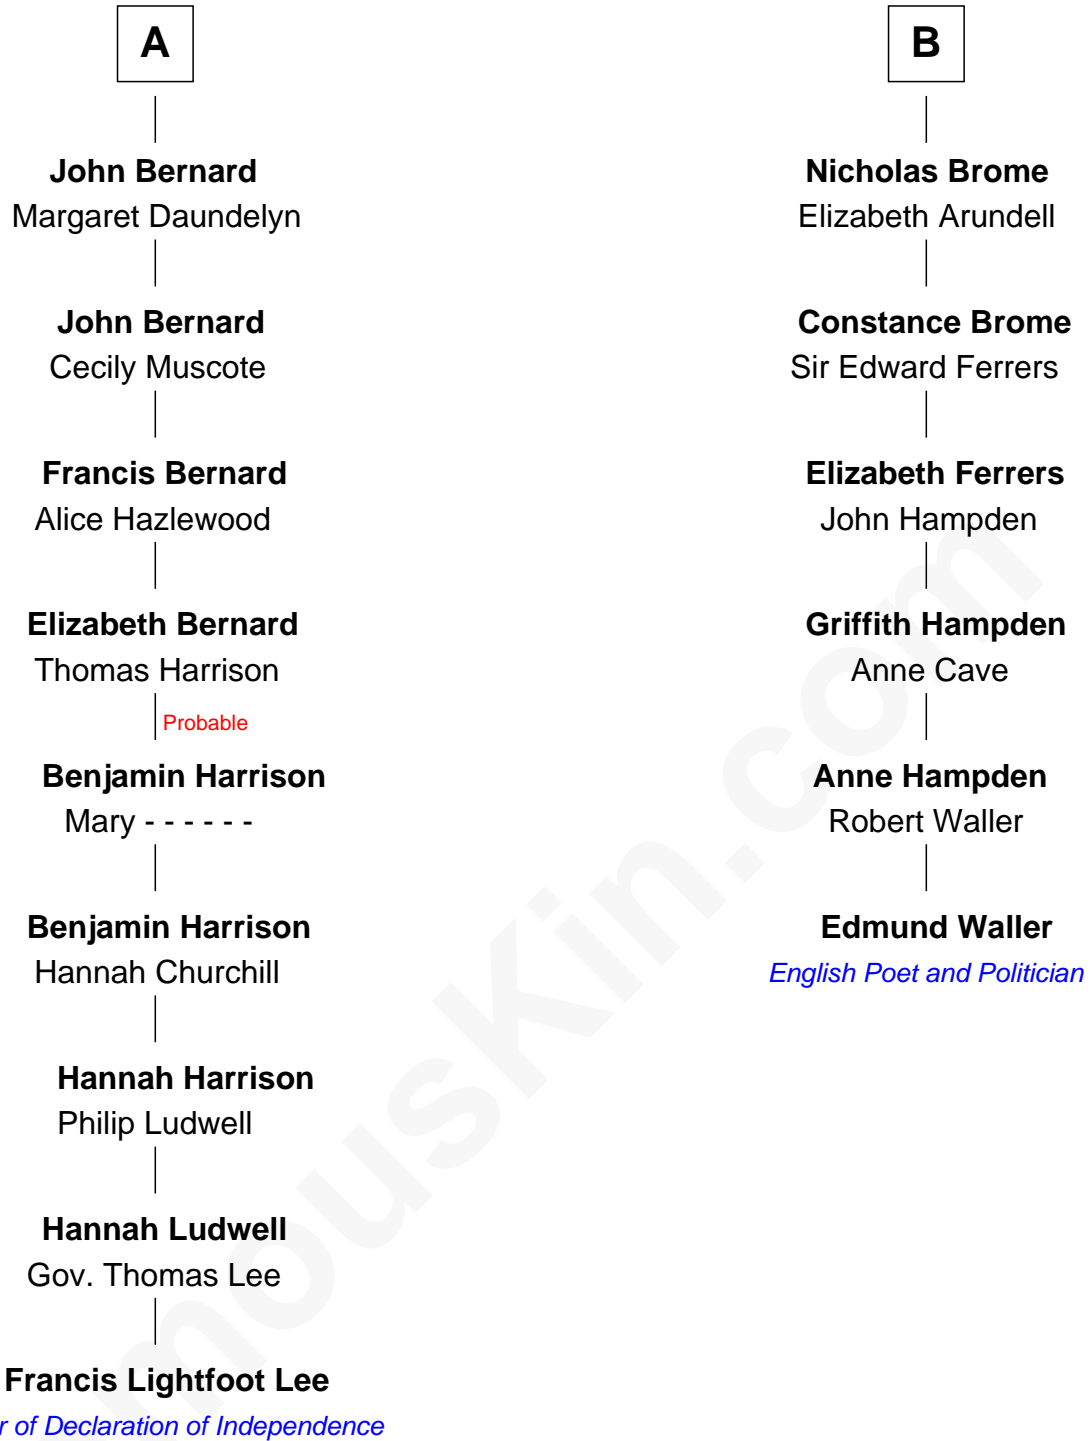 A
John Bernard
Margaret Daundelyn
John Bernard
Cecily Muscote
Francis Bernard
Alice Hazlewood
Elizabeth Bernard
Thomas Harrison
Probable
Benjamin Harrison
Mary - - - - - -
Benjamin Harrison
Hannah Churchill
Hannah Harrison
Philip Ludwell
Hannah Ludwell
Gov. Thomas Lee
Francis Lightfoot Lee
r of Declaration of Independence
B
Nicholas Brome
Elizabeth Arundell
Constance Brome
Sir Edward Ferrers
Elizabeth Ferrers
John Hampden
Griffith Hampden
Anne Cave
Anne Hampden
Robert Waller
Edmund Waller
English Poet and Politician
mouskin.com